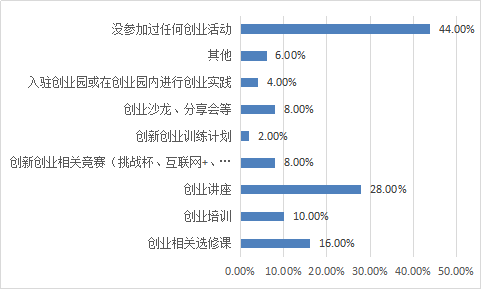 没参加过任何创业活动 44.00%
其他 6.00%
入驻创业园或在创业园内进行创业实践 4.00%
创业沙龙、分享会等 8.00%
创新创业训练计划 2.00%
创新创业相关竞赛（挑战杯、互联网+、… 8.00%
创业讲座 28.00%
创业培训 10.00%
创业相关选修课 16.00%
0.00% 10.00% 20.00% 30.00% 40.00% 50.00%